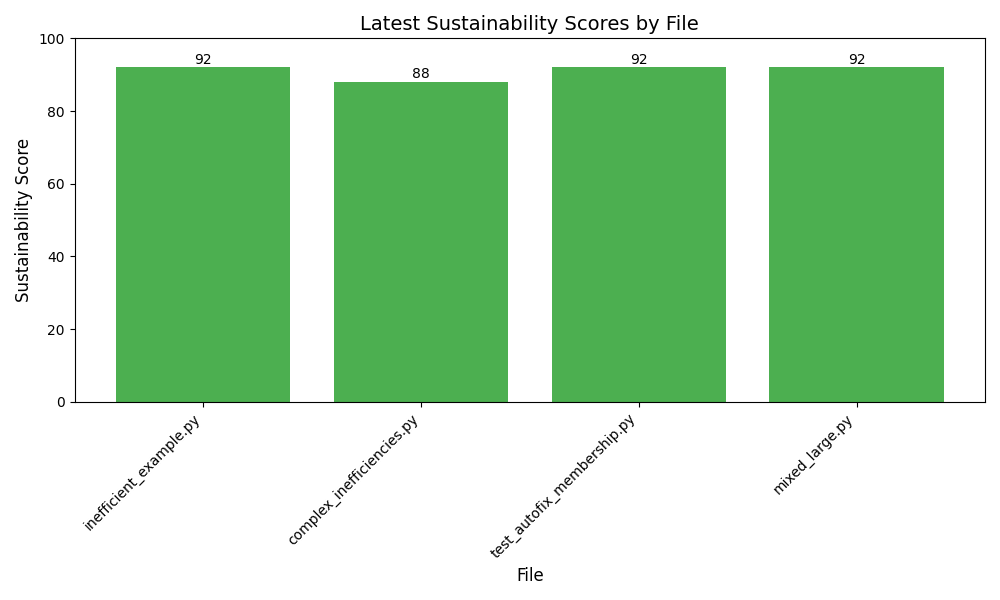 Latest Sustainability Scores by File
Sustainability Score
100
80
60
40
20
0
92
88
92
92
inefficient_example.py
complex_inefficiencies.py
test_autofix_membership.py
mixed_large.py
File